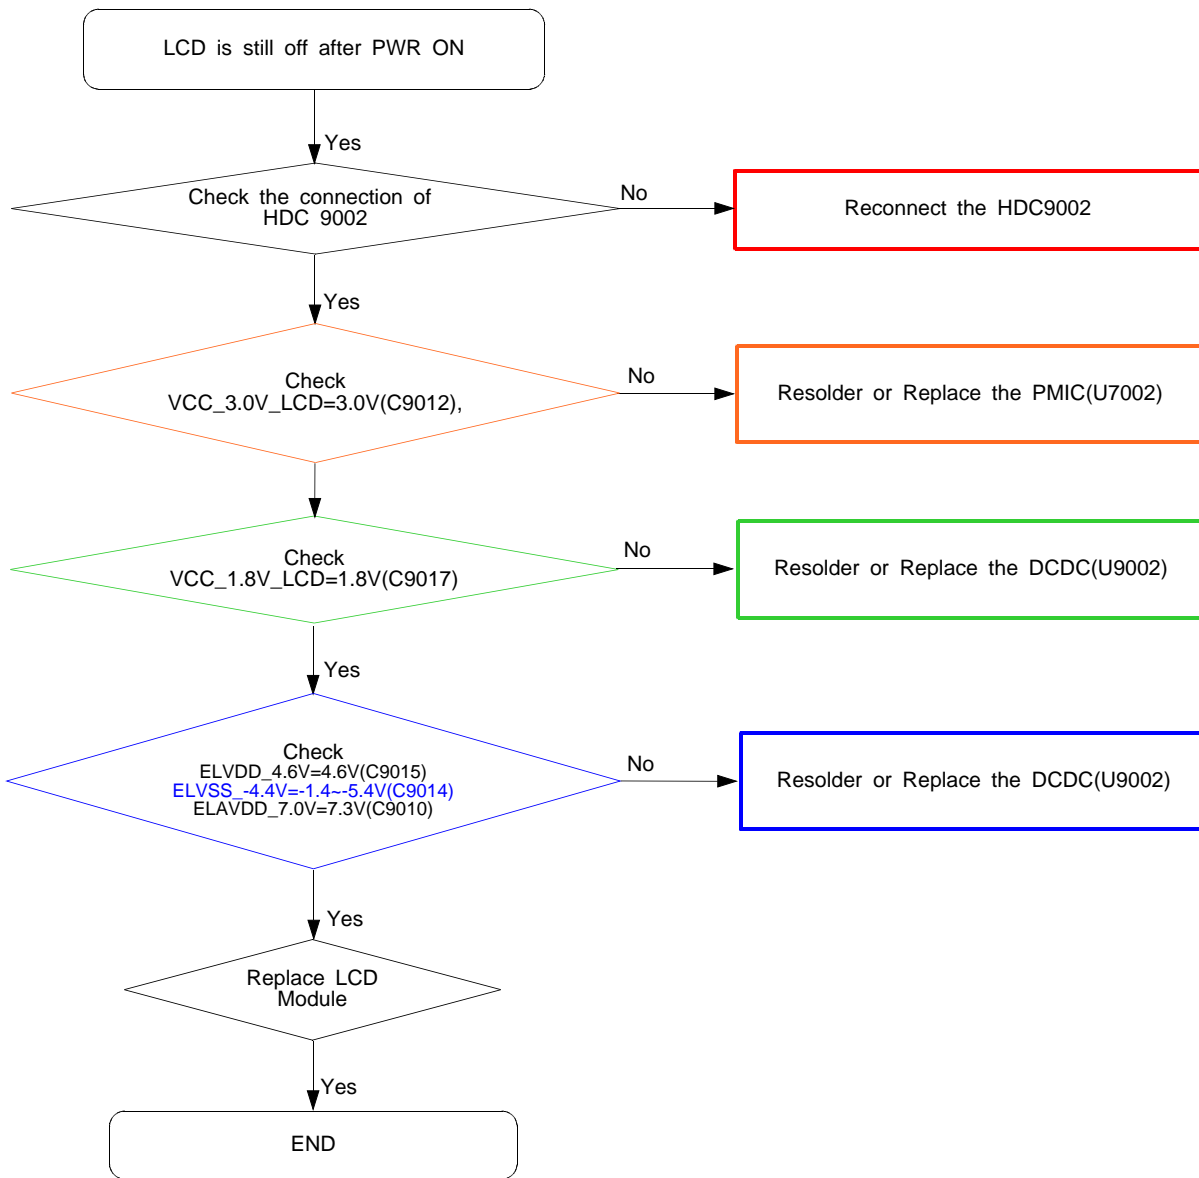 LCD is still off after PWR ON
Yes
Check the connection of
HDC 9002
No
Reconnect the HDC9002
Yes
Check
VCC_3.0V_LCD=3.0V(C9012),
No
Resolder or Replace the PMIC(U7002)
Check
VCC_1.8V_LCD=1.8V(C9017)
No
Resolder or Replace the DCDC(U9002)
Yes
Check
ELVDD_4.6V=4.6V(C9015)
ELVSS_-4.4V=-1.4~-5.4V(C9014)
ELAVDD_7.0V=7.3V(C9010)
No
Resolder or Replace the DCDC(U9002)
Yes
Replace LCD
Module
Yes
END